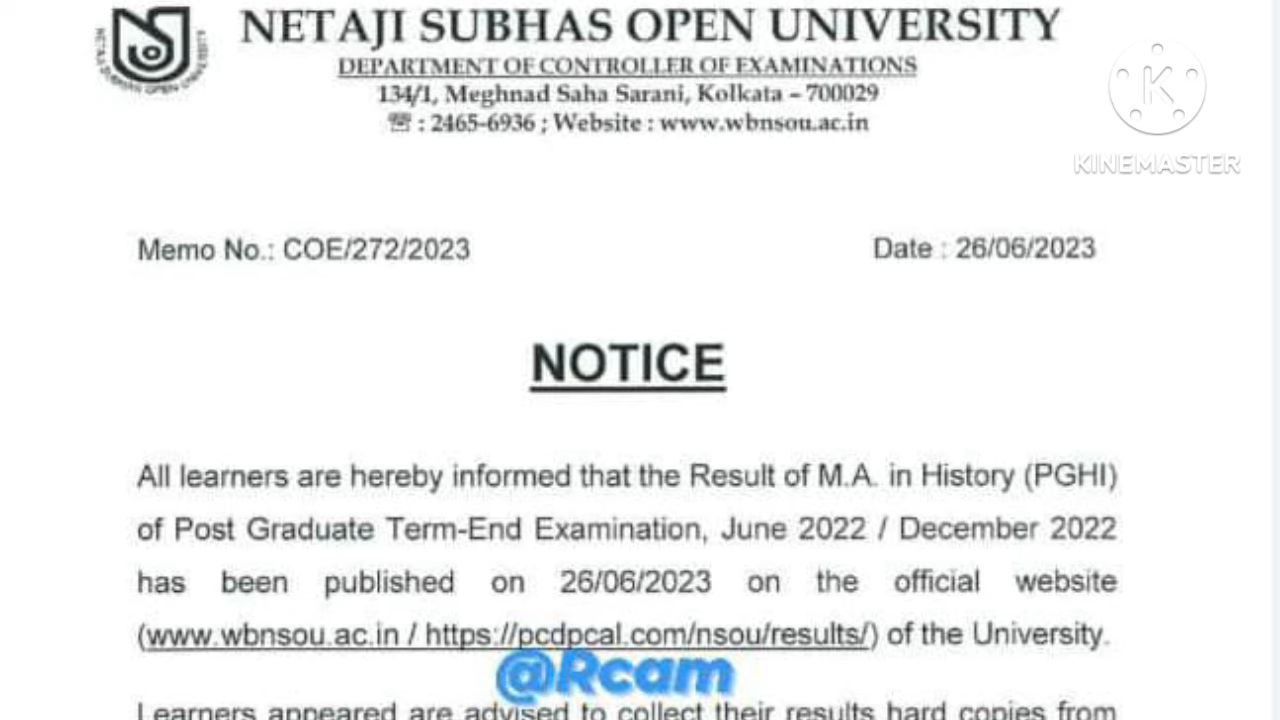 NETAJI SUBHAS OPEN UNIVERSITY
DEPARTMENT OF CONTROLLER OF EXAMINATIONS
134/1, Meghnad Saha Sarani, Kolkata – 700029
☏ : 2465-6936 ; Website : www.wbnsou.ac.in
NETAJI SUBHAS OPEN UNIVERSITY
K
KINEMASTER
Memo No.: COE/272/2023 Date : 26/06/2023
NOTICE
All learners are hereby informed that the Result of M.A. in History (PGHI)
of Post Graduate Term-End Examination, June 2022 / December 2022
has been published on 26/06/2023 on the official website
(www.wbnsou.ac.in / https://pcdpcal.com/nsou/results/) of the University.
@Rcam
Learners appeared are advised to collect their results hard copies from